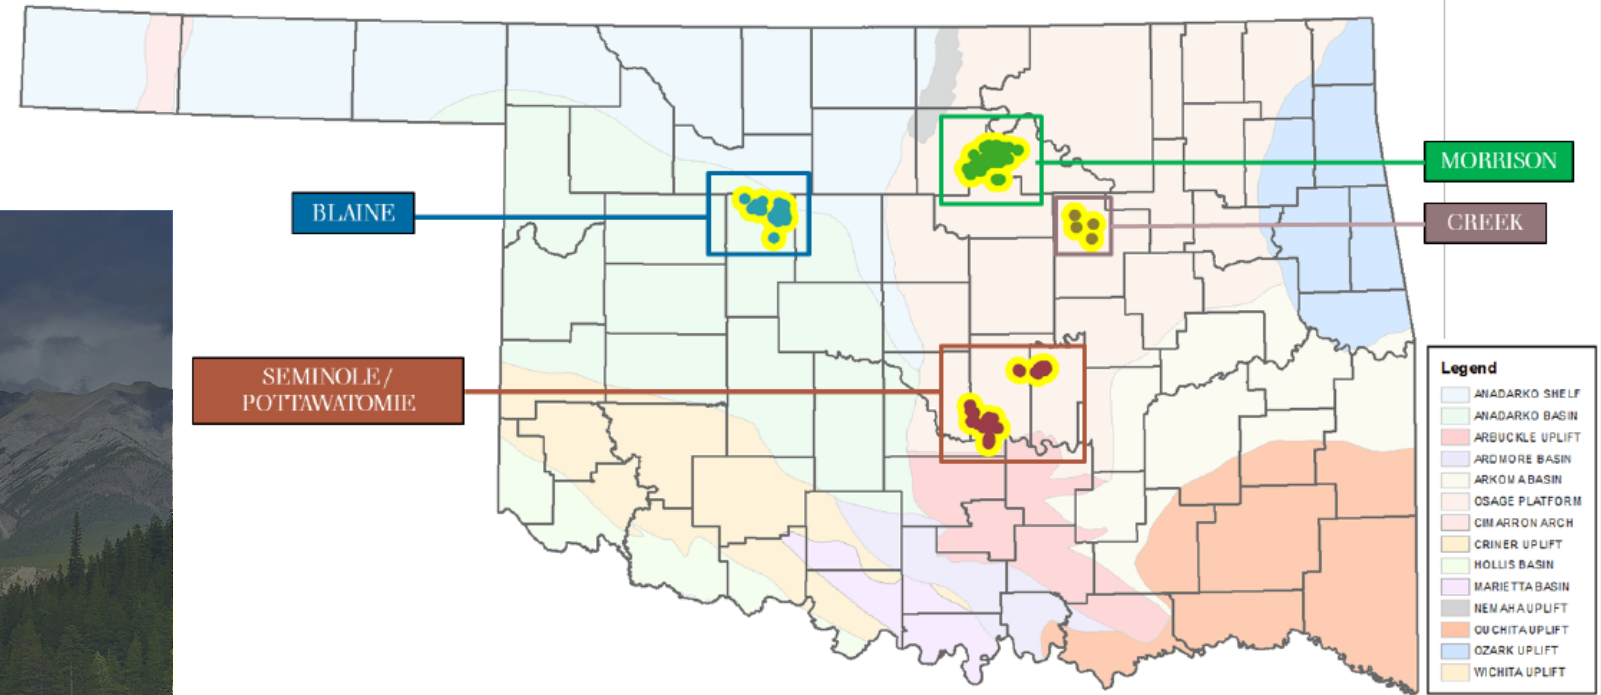 MORRISON
BLAINE
CREEK
SEMINOLE /
POTTAWATOMIE
Legend
ANADARKO SHELF
ANADARKO BASIN
ARBUCKLE UPLIFT
ARDMORE BASIN
ARKOMA BASIN
OSAGE PLATFORM
CIMARRON ARCH
CRINER UPLIFT
HOLLIS BASIN
MARIETTA BASIN
NEMAHA UPLIFT
OUCHITA UPLIFT
OZARK UPLIFT
WICHITA UPLIFT